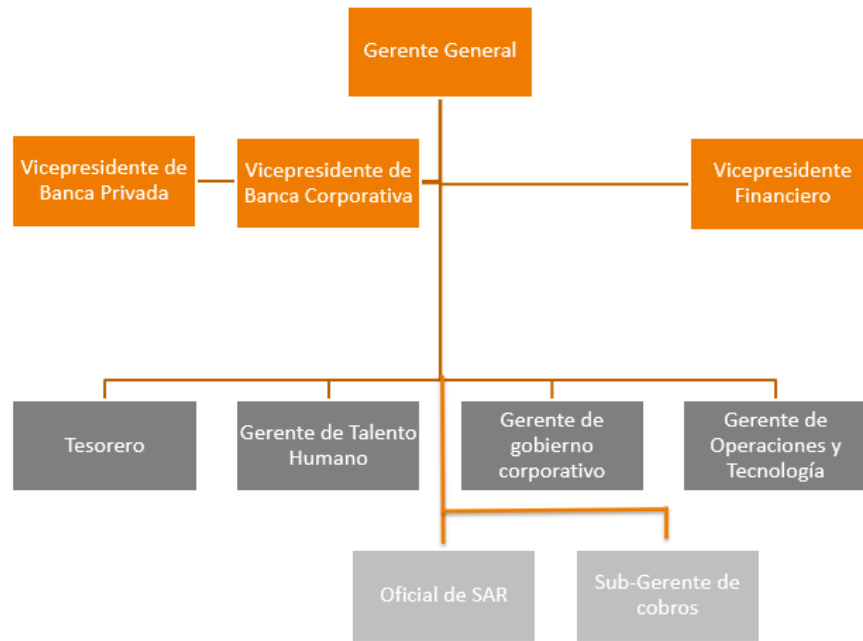 Gerente General
Vicepresidente de
Banca Privada
Vicepresidente de
Banca Corporativa
Vicepresidente
Financiero
Tesorero
Gerente de Talento
Humano
Gerente de
gobierno
corporativo
Gerente de
Operaciones y
Tecnología
Oficial de SAR
Sub-Gerente de
cobros